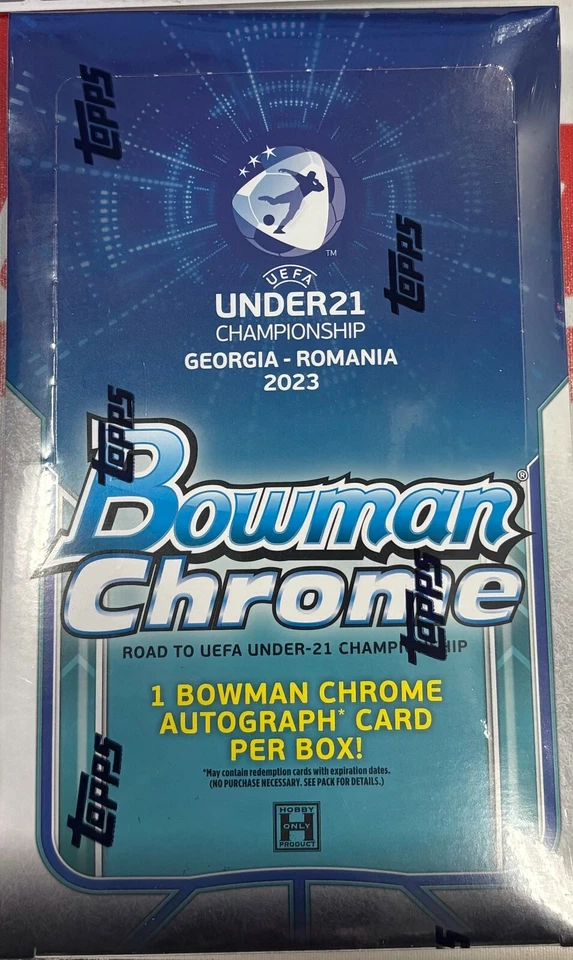 topps
topps
TM
UEFA
UNDER21
CHAMPIONSHIP
GEORGIA - ROMANIA
2023
topps
Bowman®
Chrome
topps
ROAD TO UEFA UNDER-21 CHAMPIONSHIP
1 BOWMAN CHROME
AUTOGRAPH* CARD
PER BOX!
*May contain redemption cards with expiration dates.
(NO PURCHASE NECESSARY. SEE PACK FOR DETAILS.)
topps
HOBBY
H
ONLY
PRODUCT
s